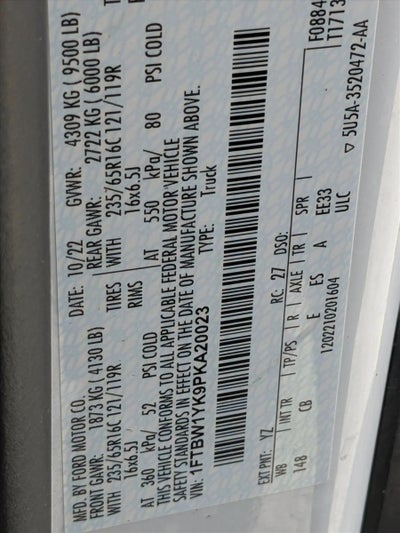 MFD. BY FORD MOTOR CO.
DATE: 10/22 GVWR: 4309 KG ( 9500 LB)
FRONT GAWR: 1873 KG ( 4130 LB) REAR GAWR: 2722 KG ( 6000 LB)
WITH 235/65R16C 121/119R TIRES WITH 235/65R16C 121/119R
16x6.5J RIMS 16x6.5J
AT 360 kPa/ 52 PSI COLD AT 550 kPa/ 80 PSI COLD
THIS VEHICLE CONFORMS TO ALL APPLICABLE FEDERAL MOTOR VEHICLE
SAFETY STANDARDS IN EFFECT ON THE DATE OF MANUFACTURE SHOWN ABOVE.
VIN: 1FTBW1YK9PKA20023 TYPE: Truck
F0884
T1713
EXT PNT: YZ RC: 27 DSO:
WB INT TR TP/PS R AXLE TR SPR
148 CB E ES A EE33
1202210201604 ULC
▽ 5U5A-3520472-AA